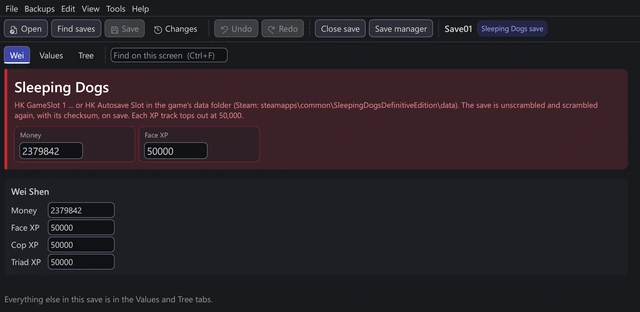 File Backups Edit View Tools Help
Open Find saves Save Changes Undo Redo Close save Save manager Save01 Sleeping Dogs save
Wei Values Tree Find on this screen (Ctrl+F)
Sleeping Dogs
HK GameSlot 1 ... or HK Autosave Slot in the game's data folder (Steam: steamapps\common\SleepingDogsDefinitiveEdition\data). The save is unscrambled and scrambled
again, with its checksum, on save. Each XP track tops out at 50,000.
Money Face XP
2379842 50000
Wei Shen
Money 2379842
Face XP 50000
Cop XP 50000
Triad XP 50000
Everything else in this save is in the Values and Tree tabs.